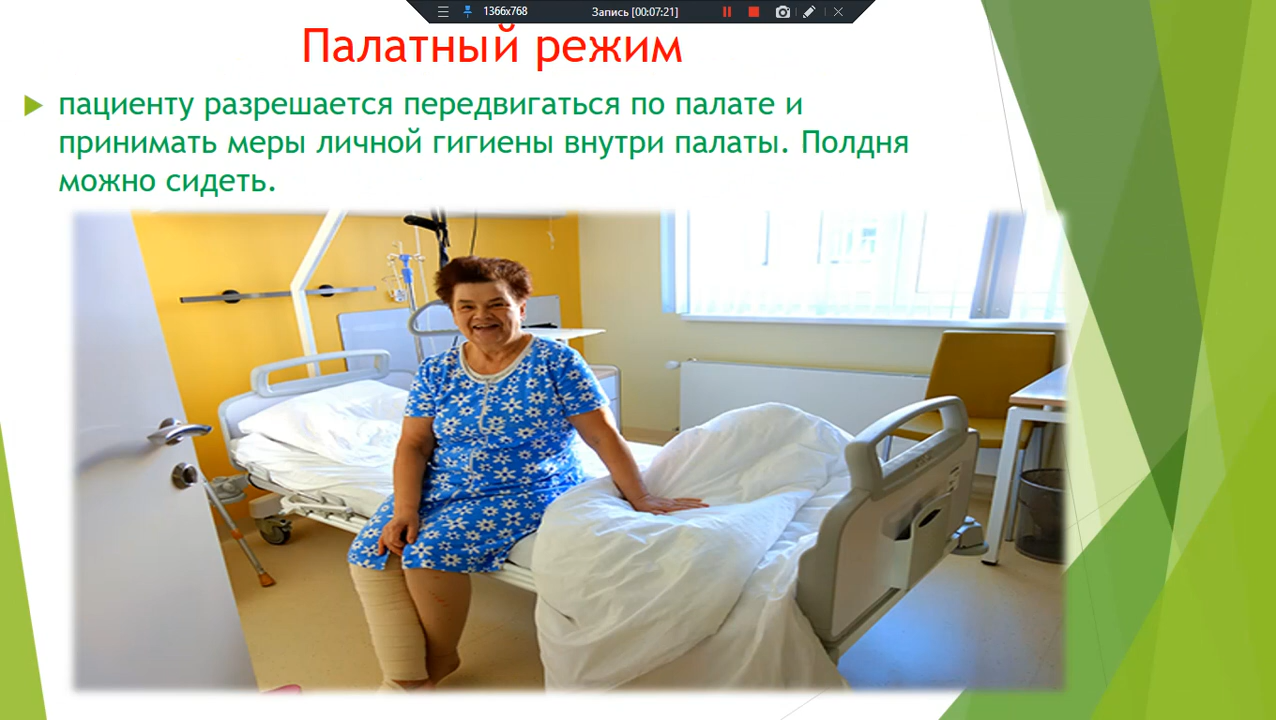 1366x768 Запись [00:07:21]
Палатный режим
пациенту разрешается передвигаться по палате и
принимать меры личной гигиены внутри палаты. Полдня
можно сидеть.